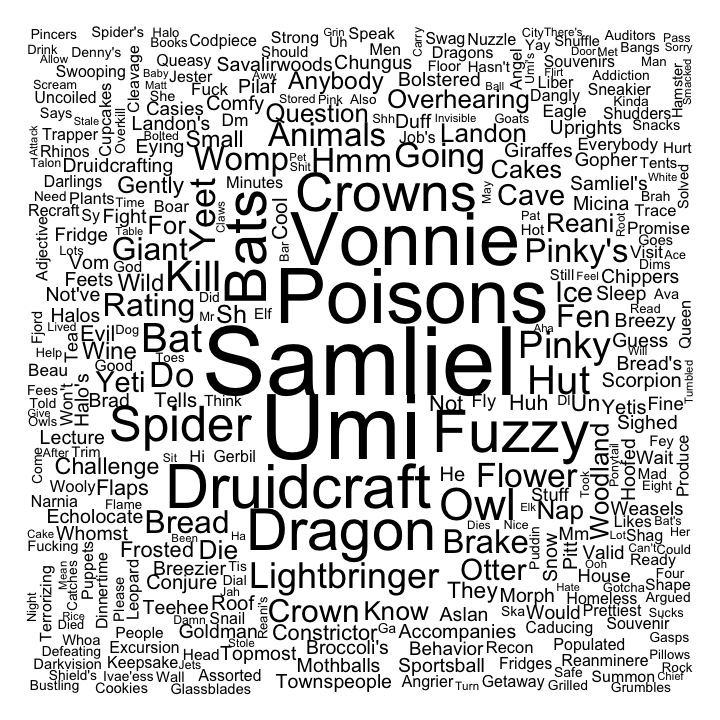 Pincers Spider's Halo Books Codpiece Strong Grin Uh Speak Carry Swag Nuzzle City There's Shuffle Auditors Pass
Drink Denny's Should Men Yay Door Met Bangs Sorry
Allow Swooping Cleavage Queasy Savalirwoods Chungus Floor Dragons Hasn't Angel Umi's Souvenirs Man
Scream Baby Jester Aww Anybody Bolstered Ball Flirt Liber Addiction Hamster Smacked
Uncoiled Cupcakes Matt Fuck Pilaf Overhearing Dangly Sneakier
Says Overkill She Casies Comfy Stored Pink Also Invisible Goats Eagle Kinda Shudders
Stale Landon's Dm Question Shh Duff Landon Uprights Snacks
Attack Trapper Bolted Small Animals Job's Everybody Hurt
Rhinos Eying Womp Pet Hmm Going Giraffes Gopher Tents
Talon Druidcrafting Shit Cakes Samliel's White Solved
Darlings Gently Yeet Minutes Crowns May Cave Micina Brah
Need Plants Time Boar Bats Cool Pat Reani Root Trace
Recraft Sy Fight For Claws Vonnie Hot Promise
Adjective Fridge Table Giant Bar Pinky's Goes Visit Ace
Lots Vom God Wild Kill Poisons Still Feel Dims Chippers
Feets Did Ice Sleep Ava
Not've Rating Mr Sh Elf Fen Read Breezy Queen
Fjord Halos Lived Tea Evil Dog Bat Samliel Aha Pinky Guess Will
Help Wine Good Toes Hut Bread's Tumbled
Beau Yeti Do Scorpion
Fees Won't Halo's Brad Tells Think Umi Not Fly Huh Dl Un Yetis Fine
Told Give Owls Spider Fuzzy Sighed
Lecture After Trim Hi Gerbil Woodland Ponytail Fey Wait Produce
Come Challenge Sit He Flower Took Hoofed Mad Eight
Narnia Wooly Flaps Druidcraft Owl Stuff Elk Nap Weasels
Echolocate Flame Bread Dragon Dies Nice Likes Bat's
Cake Whomst Been Ha Brake Puddin Snow Mm Lot Shag Her
Fucking Frosted Die Pitt Valid Can't Could
Terrorizing Mean Catches Puppets Dinnertime Breezier Tis Lightbringer Otter Ooh House Ready Four
Conjure Dial They Morph Hate Gotcha Shape
Night Please Leopard Jah Homeless Argued
Rice Teehee Roof Reani's Crown Know Aslan Ska Would Prettiest Sucks
Died Damn Snail Caducing Souvenir
Whoa People Goldman Constrictor Ga Accompanies Gasps
Defeating Excursion Stole Broccoli's Behavior Recon Populated Pillows
Darkvision Keepsake Jets Head Topmost Mothballs Sportsball Fridges Reanminere Rock
Shield's Ivae'ess Wall Assorted Townspeople Angrier Turn Getaway Safe Grilled Summon Chief
Bustling Cookies Glassblades Grumbles